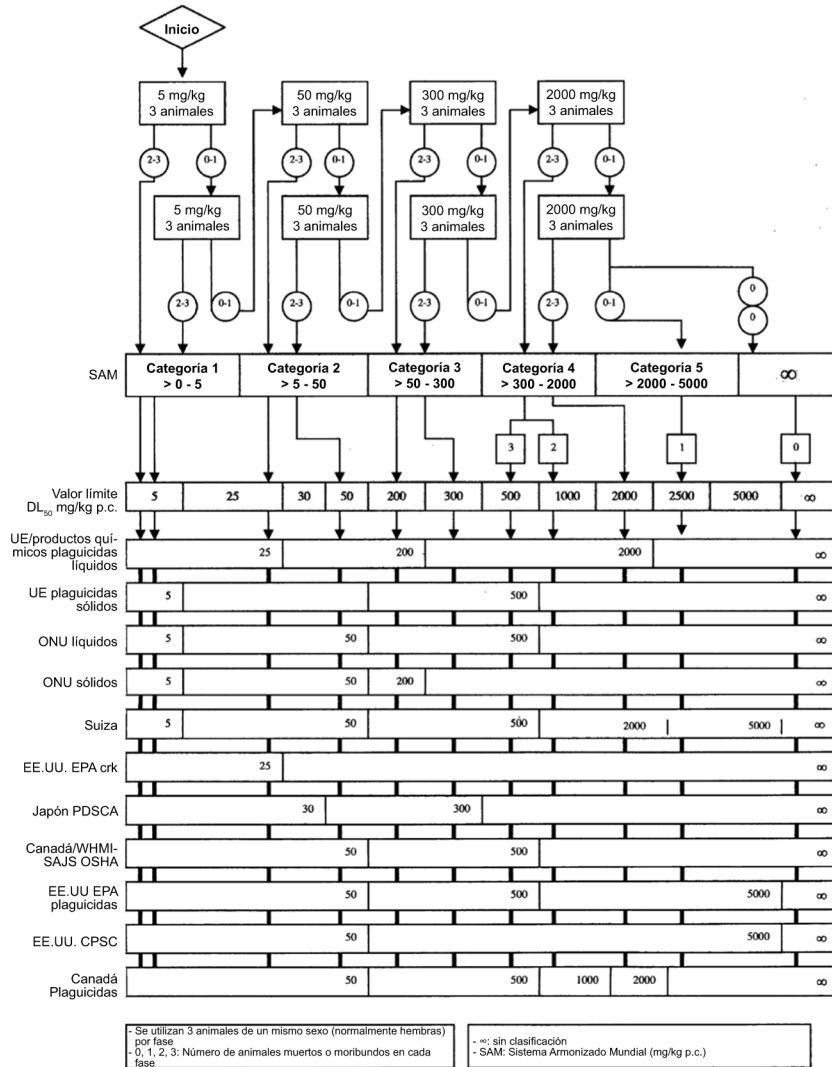 Inicio
5 mg/kg
3 animales
50 mg/kg
3 animales
300 mg/kg
3 animales
2000 mg/kg
3 animales
2-3 0-1 2-3 0-1 2-3 0-1 2-3 0-1
5 mg/kg
3 animales
50 mg/kg
3 animales
300 mg/kg
3 animales
2000 mg/kg
3 animales
2-3 0-1 2-3 0-1 2-3 0-1 2-3 0-1 0
0
SAM
Categoría 1
> 0 - 5
Categoría 2
> 5 - 50
Categoría 3
> 50 - 300
Categoría 4
> 300 - 2000
Categoría 5
> 2000 - 5000
∞
3 2 1 0
Valor límite
DL50 mg/kg p.c.
5 25 30 50 200 300 500 1000 2000 2500 5000 ∞
UE/productos quí-
micos plaguicidas
líquidos
25 200 2000 ∞
UE plaguicidas
sólidos
5 500 ∞
ONU líquidos
5 50 500 ∞
ONU sólidos
5 50 200 ∞
Suiza
5 50 500 2000 5000 ∞
EE.UU. EPA crk
25 ∞
Japón PDSCA
30 300 ∞
Canadá/WHMI-
SAJS OSHA
50 500 ∞
EE.UU EPA
plaguicidas
50 500 5000 ∞
EE.UU. CPSC
50 5000 ∞
Canadá
Plaguicidas
50 500 1000 2000 ∞
- Se utilizan 3 animales de un mismo sexo (normalmente hembras)
por fase
- 0, 1, 2, 3: Número de animales muertos o moribundos en cada
fase
- ∞: sin clasificación
- SAM: Sistema Armonizado Mundial (mg/kg p.c.)